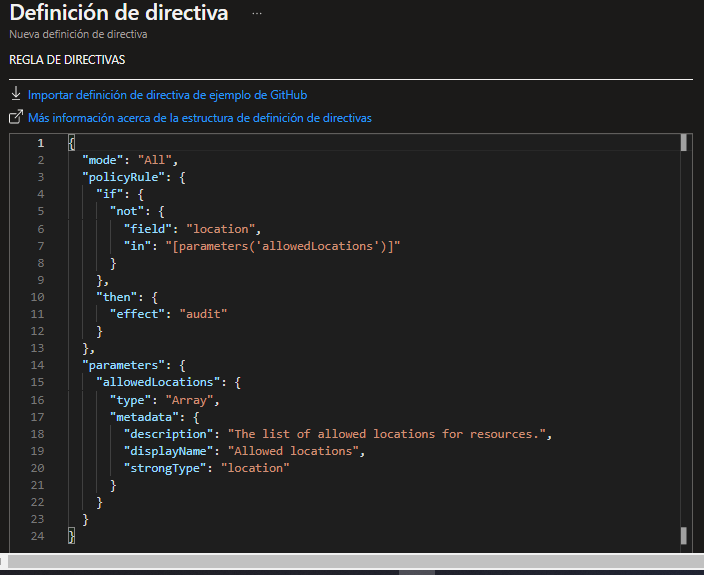 Definición de directiva ...
Nueva definición de directiva
REGLA DE DIRECTIVAS
Importar definición de directiva de ejemplo de GitHub
Más información acerca de la estructura de definición de directivas
1 {
2   "mode": "All",
3   "policyRule": {
4     "if": {
5       "not": {
6         "field": "location",
7         "in": "[parameters('allowedLocations')]"
8       }
9     },
10     "then": {
11       "effect": "audit"
12     }
13   },
14   "parameters": {
15     "allowedLocations": {
16       "type": "Array",
17       "metadata": {
18         "description": "The list of allowed locations for resources.",
19         "displayName": "Allowed locations",
20         "strongType": "location"
21       }
22     }
23   }
24 }